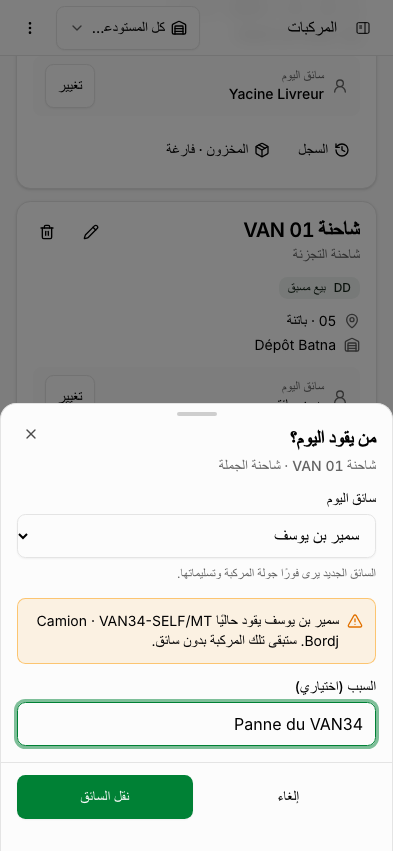 المركبات
كل المستودعـ...
سائق اليوم
Yacine Livreur
تغيير
السجل
المخزون · فارغة
شاحنة VAN 01
شاحنة التجزئة
DD بيع مسبق
05 · باتنة
Dépôt Batna
سائق اليوم
تغيير
من يقود اليوم؟
شاحنة VAN 01 · شاحنة الجملة
سائق اليوم
سمير بن يوسف
السائق الجديد يرى فورًا جولة المركبة وتسليماتها.
سمير بن يوسف يقود حاليًا Camion · VAN34-SELF/MT
Bordj. ستبقى تلك المركبة بدون سائق.
السبب (اختياري)
Panne du VAN34
إلغاء
نقل السائق